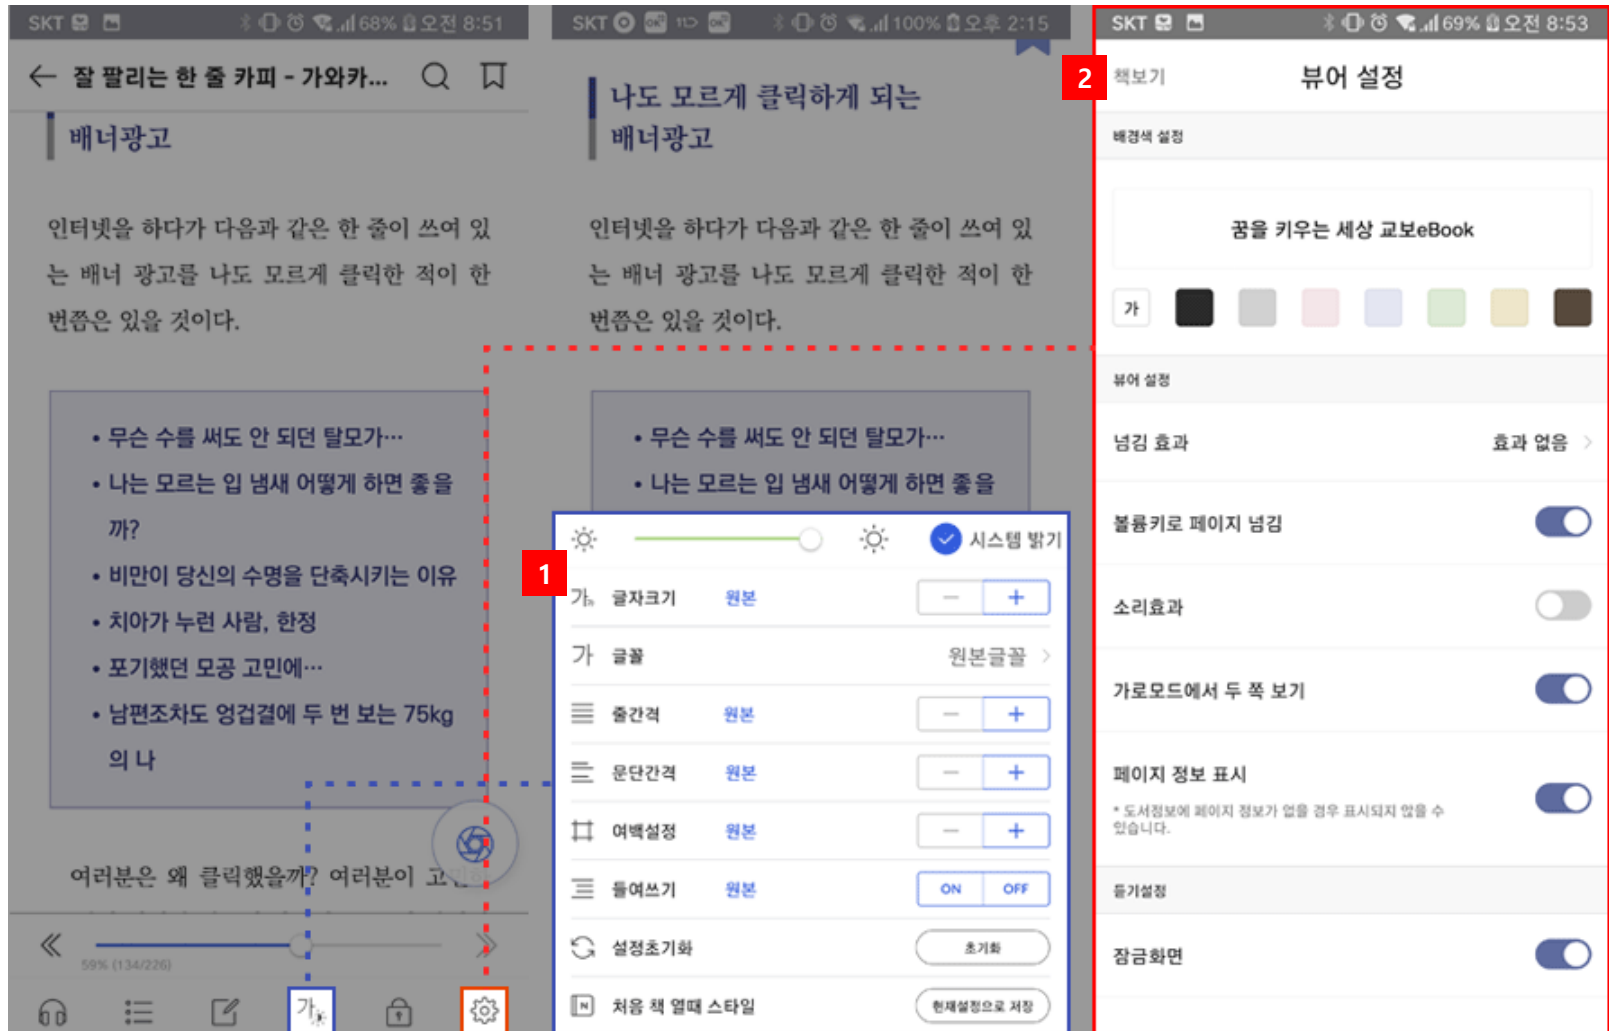 SKT 68% 오전 8:51
잘 팔리는 한 줄 카피 - 가와카...
배너광고
인터넷을 하다가 다음과 같은 한 줄이 쓰여 있
는 배너 광고를 나도 모르게 클릭한 적이 한
번쯤은 있을 것이다.
• 무슨 수를 써도 안 되던 탈모가…
• 나는 모르는 입 냄새 어떻게 하면 좋을
까?
• 비만이 당신의 수명을 단축시키는 이유
• 치아가 누런 사람, 한정
• 포기했던 모공 고민에…
• 남편조차도 엉겁결에 두 번 보는 75kg
의 나
여러분은 왜 클릭했을까? 여러분이 고민하
59% (134/226)
가
SKT 100% 오후 2:15
나도 모르게 클릭하게 되는
배너광고
인터넷을 하다가 다음과 같은 한 줄이 쓰여 있
는 배너 광고를 나도 모르게 클릭한 적이 한
번쯤은 있을 것이다.
• 무슨 수를 써도 안 되던 탈모가…
• 나는 모르는 입 냄새 어떻게 하면 좋을
시스템 밝기
1
가 글자크기 원본 − +
가 글꼴 원본글꼴 >
줄간격 원본 − +
문단간격 원본 − +
여백설정 원본 − +
들여쓰기 원본 ON OFF
설정초기화 초기화
N 처음 책 열때 스타일 현재설정으로 저장
SKT 69% 오전 8:53
2
책보기 뷰어 설정
배경색 설정
꿈을 키우는 세상 교보eBook
가
뷰어 설정
넘김 효과 효과 없음 >
볼륨키로 페이지 넘김
소리효과
가로모드에서 두 쪽 보기
페이지 정보 표시
* 도서정보에 페이지 정보가 없을 경우 표시되지 않을 수
있습니다.
듣기설정
잠금화면